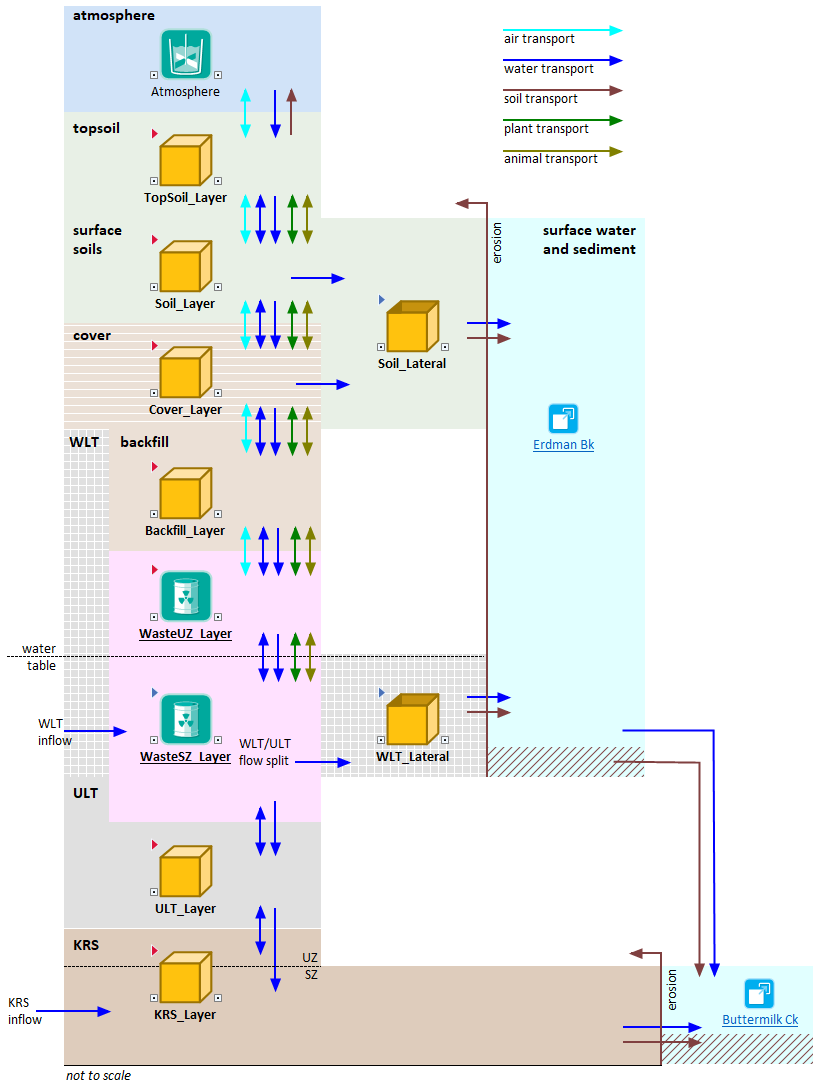 atmosphere
Atmosphere
air transport
water transport
soil transport
plant transport
animal transport
topsoil
TopSoil_Layer
surface
soils
Soil_Layer
erosion
surface water
and sediment
cover
Cover_Layer
Soil_Lateral
Erdman Bk
WLT
backfill
Backfill_Layer
WasteUZ_Layer
water
table
WLT
inflow
WasteSZ_Layer
WLT/ULT
flow split
WLT_Lateral
ULT
ULT_Layer
KRS
UZ
SZ
KRS
inflow
KRS_Layer
erosion
Buttermilk Ck
not to scale